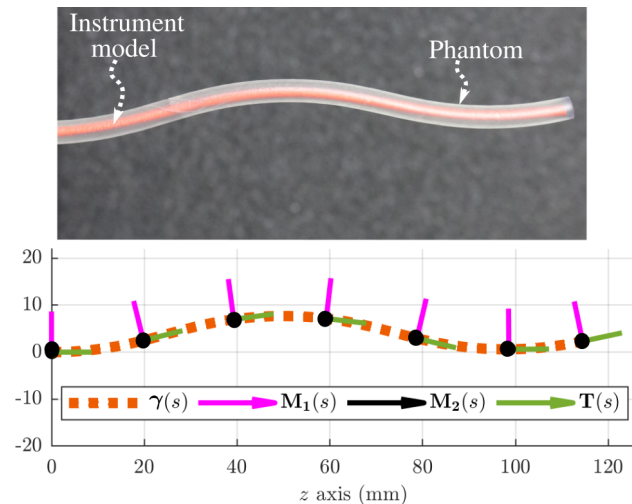 Instrument
model
Phantom
20
10
0
-10
-20
γ(s) M₁(s) M₂(s) T(s)
0 20 40 60 80 100 120
z axis (mm)